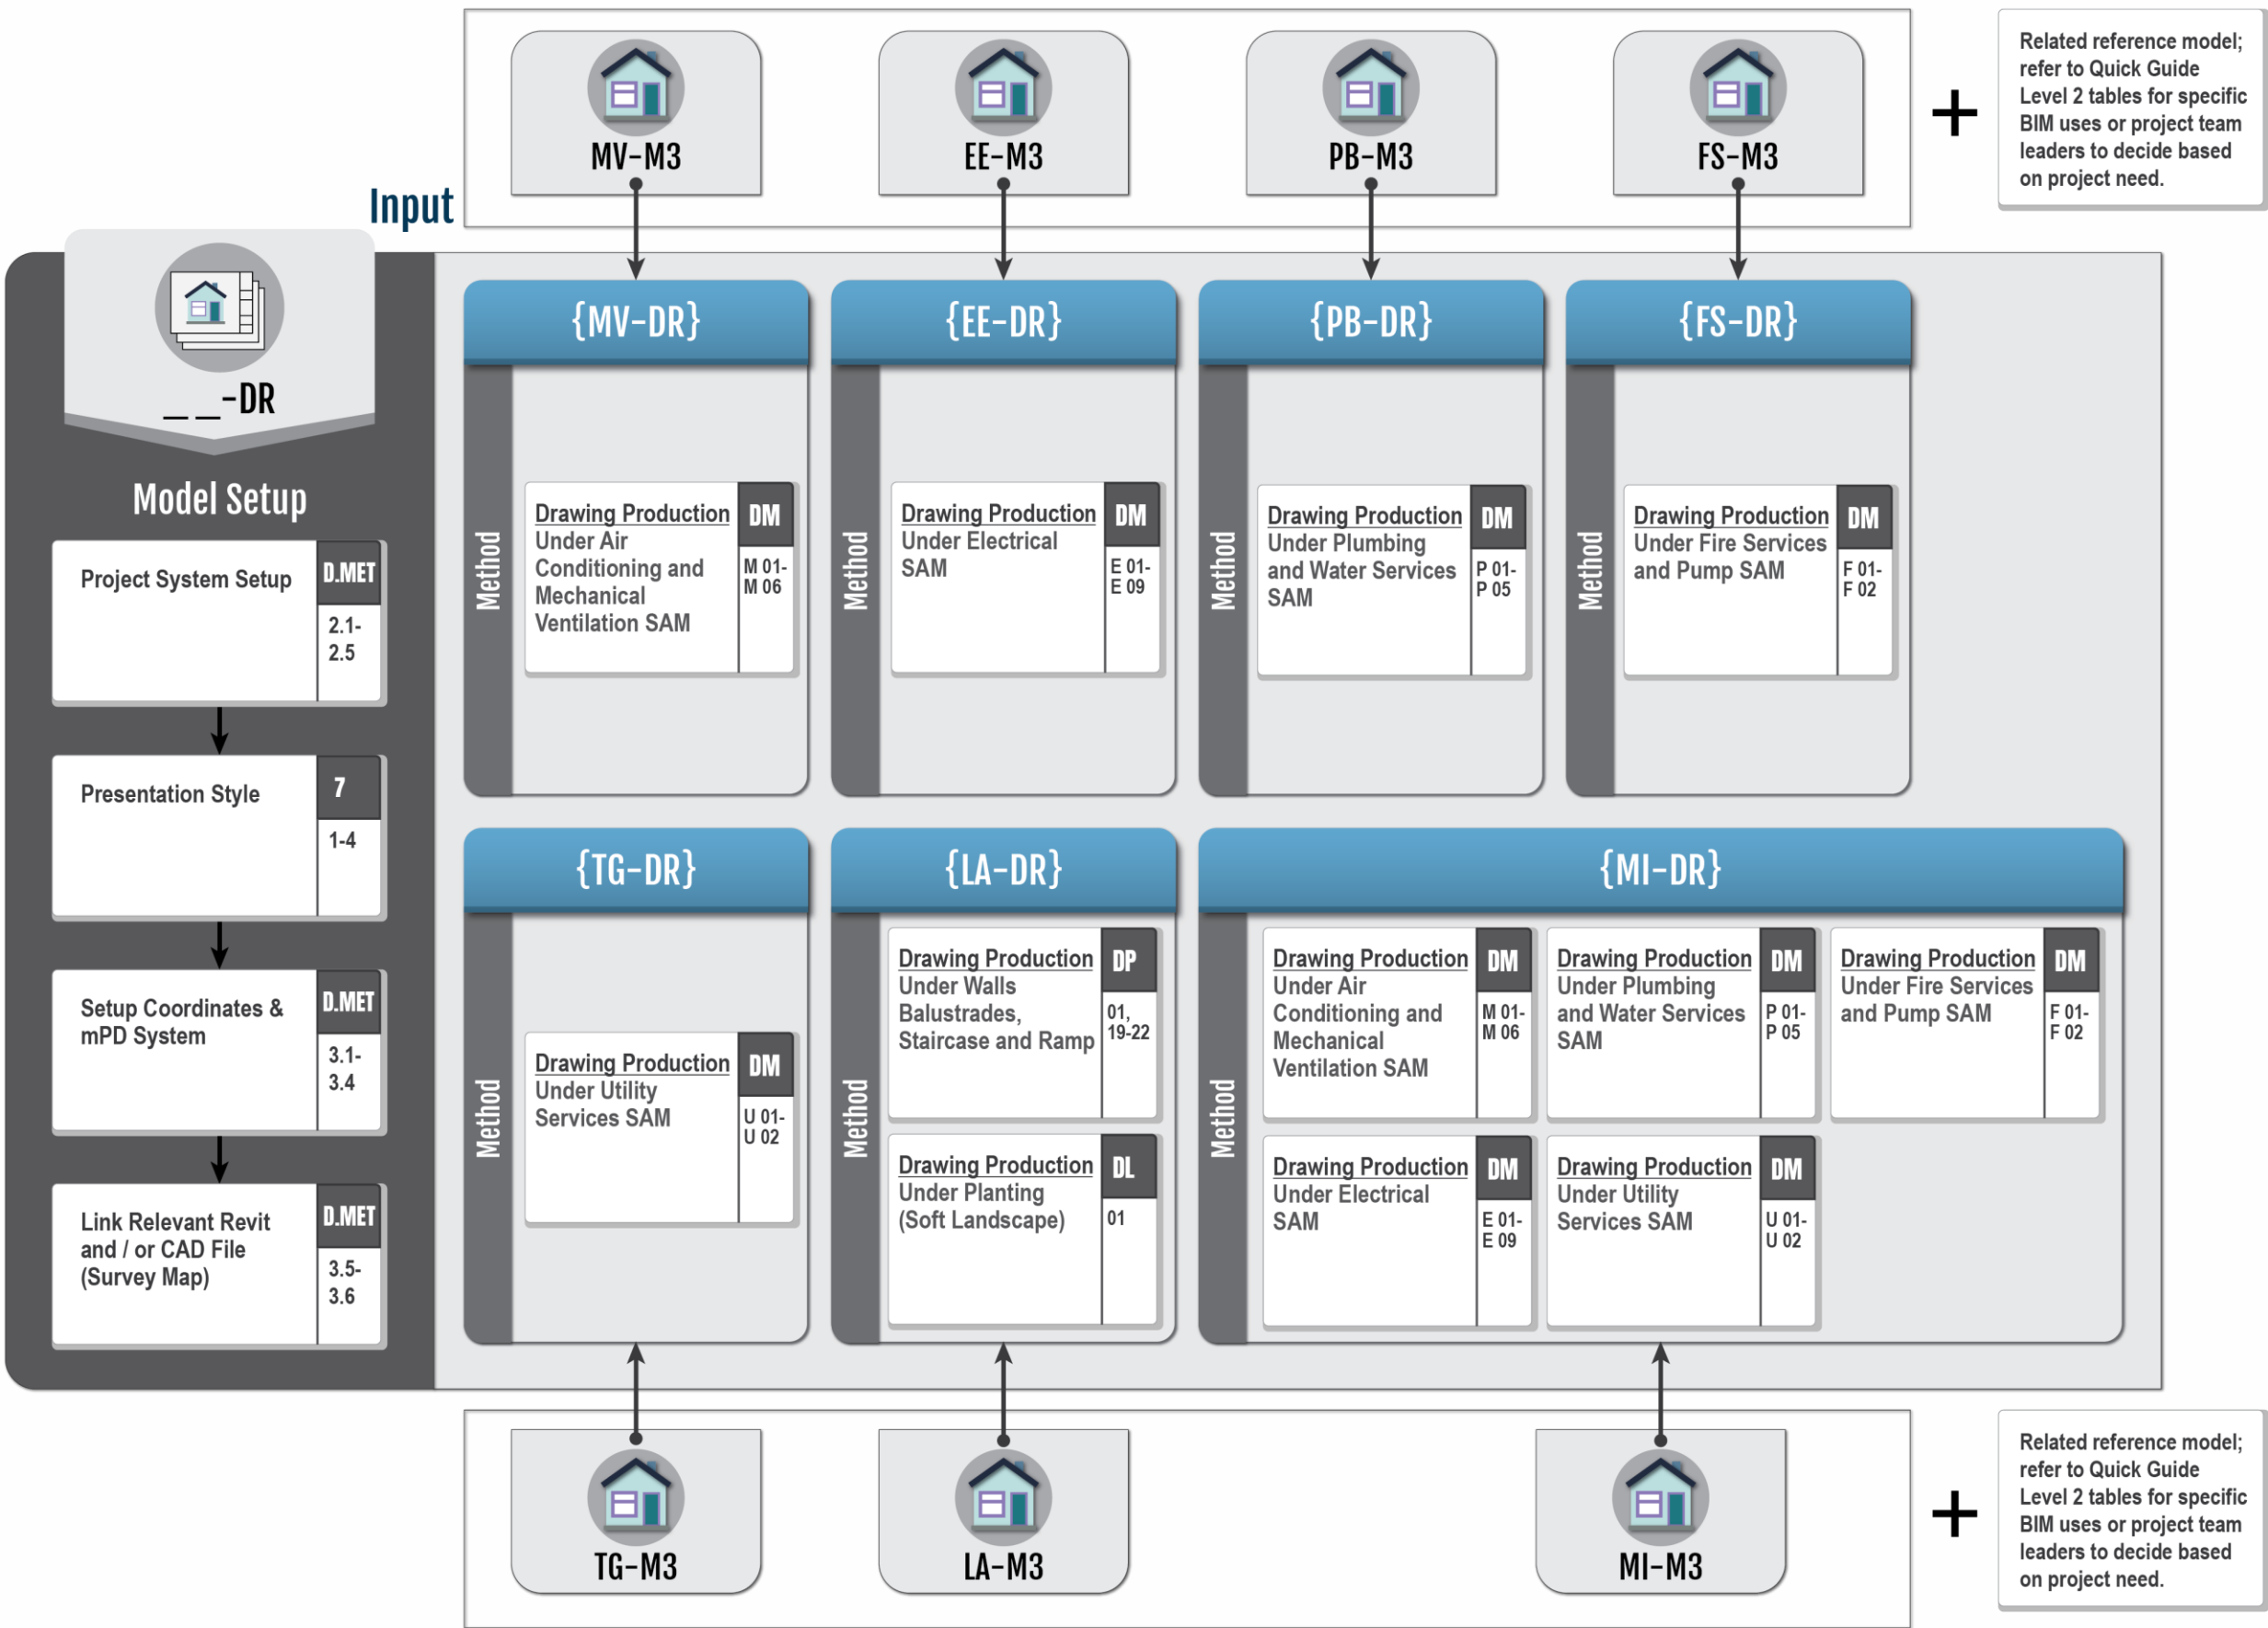 MV-M3
EE-M3
PB-M3
FS-M3
+
Related reference model;
refer to Quick Guide
Level 2 tables for specific
BIM uses or project team
leaders to decide based
on project need.
Input
_ _-DR
Model Setup
Project System Setup
D.MET
2.1-
2.5
Presentation Style
7
1-4
Setup Coordinates &
mPD System
D.MET
3.1-
3.4
Link Relevant Revit
and / or CAD File
(Survey Map)
D.MET
3.5-
3.6
{MV-DR}
Method
Drawing Production
Under Air
Conditioning and
Mechanical
Ventilation SAM
DM
M 01-
M 06
{EE-DR}
Method
Drawing Production
Under Electrical
SAM
DM
E 01-
E 09
{PB-DR}
Method
Drawing Production
Under Plumbing
and Water Services
SAM
DM
P 01-
P 05
{FS-DR}
Method
Drawing Production
Under Fire Services
and Pump SAM
DM
F 01-
F 02
{TG-DR}
Method
Drawing Production
Under Utility
Services SAM
DM
U 01-
U 02
{LA-DR}
Method
Drawing Production
Under Walls
Balustrades,
Staircase and Ramp
DP
01,
19-22
Drawing Production
Under Planting
(Soft Landscape)
DL
01
{MI-DR}
Method
Drawing Production
Under Air
Conditioning and
Mechanical
Ventilation SAM
DM
M 01-
M 06
Drawing Production
Under Plumbing
and Water Services
SAM
DM
P 01-
P 05
Drawing Production
Under Fire Services
and Pump SAM
DM
F 01-
F 02
Drawing Production
Under Electrical
SAM
DM
E 01-
E 09
Drawing Production
Under Utility
Services SAM
DM
U 01-
U 02
TG-M3
LA-M3
MI-M3
+
Related reference model;
refer to Quick Guide
Level 2 tables for specific
BIM uses or project team
leaders to decide based
on project need.